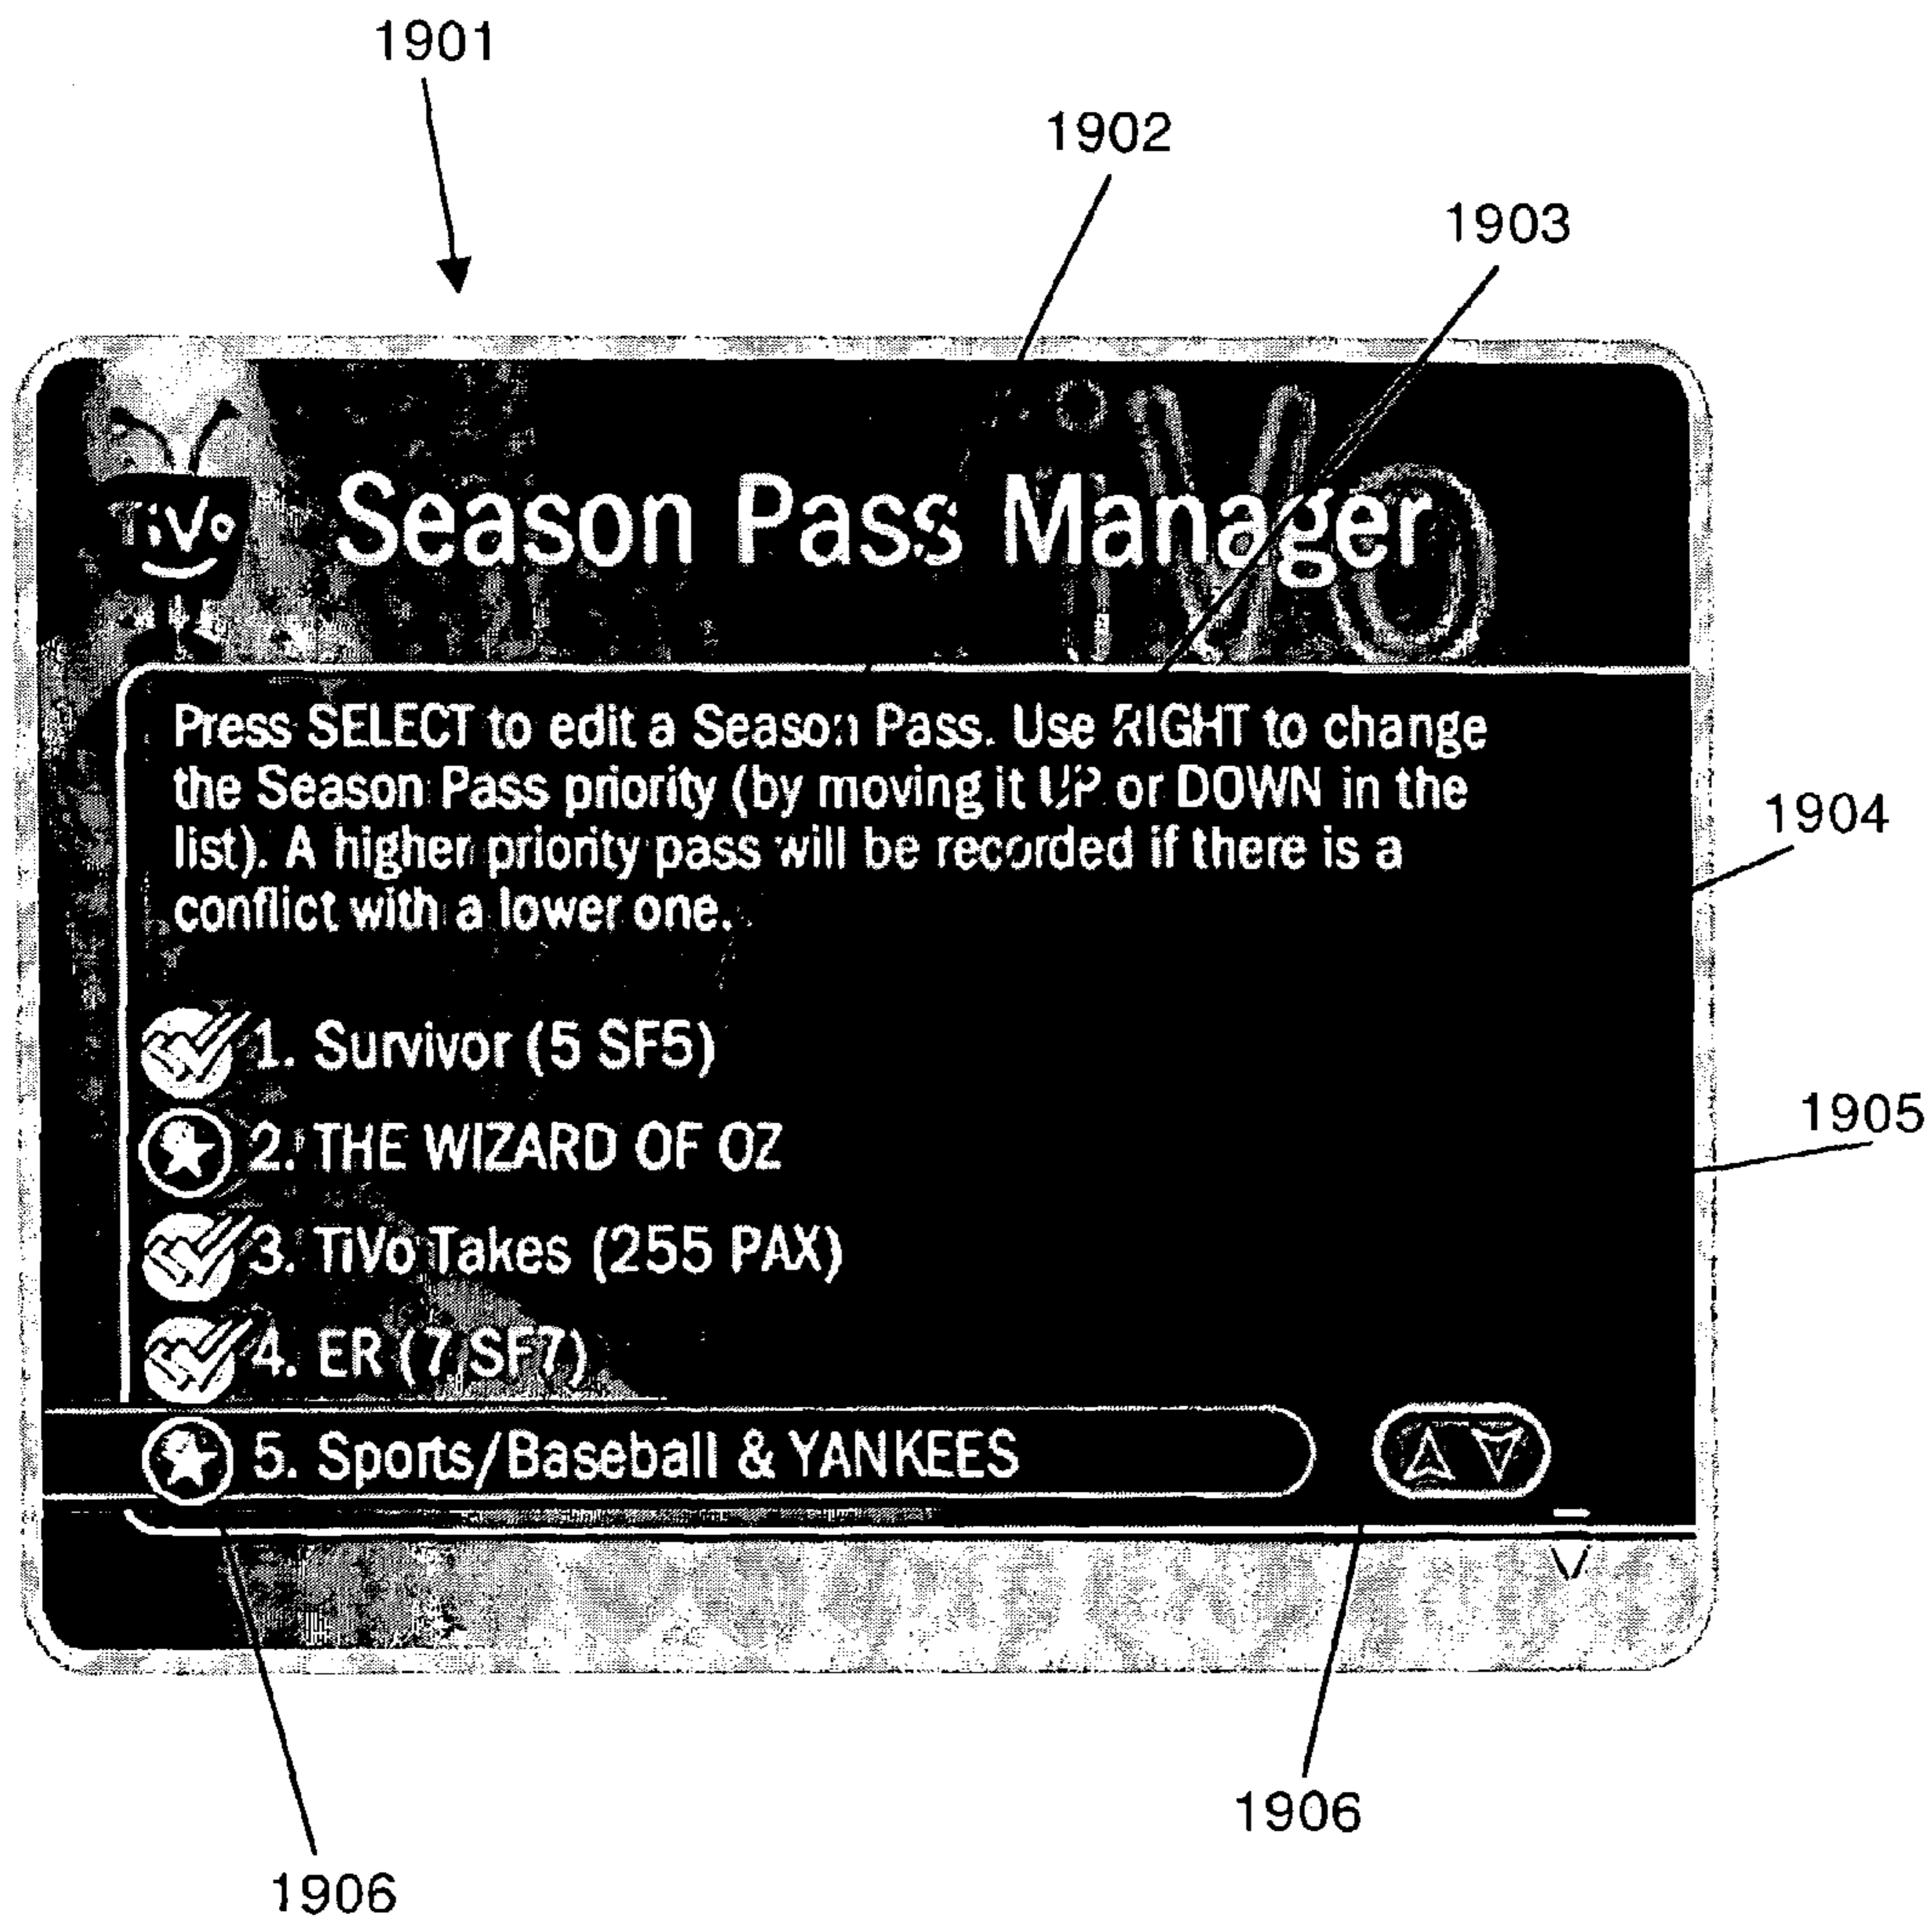 1901
1902
1903
TiVo
TiVo
Season Pass Manager
Press SELECT to edit a Season Pass. Use RIGHT to change
the Season Pass priority (by moving it UP or DOWN in the
list). A higher priority pass will be recorded if there is a
conflict with a lower one.
1904
1. Survivor (5 SF5)
1905
2. THE WIZARD OF OZ
3. TiVo Takes (255 PAX)
4. ER (7 SF7)
5. Sports/Baseball & YANKEES
1906
1906